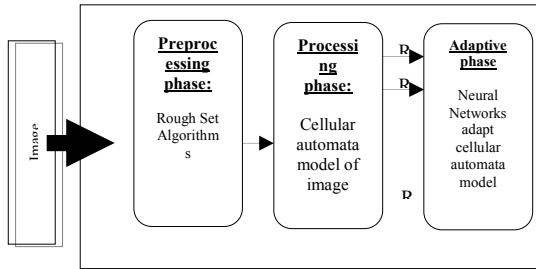 Image
Preproc
essing
phase:
Rough Set
Algorithm
s
Processi
ng
phase:
Cellular
automata
model of
image
R
R
R
Adaptive
phase
Neural
Networks
adapt
cellular
automata
model